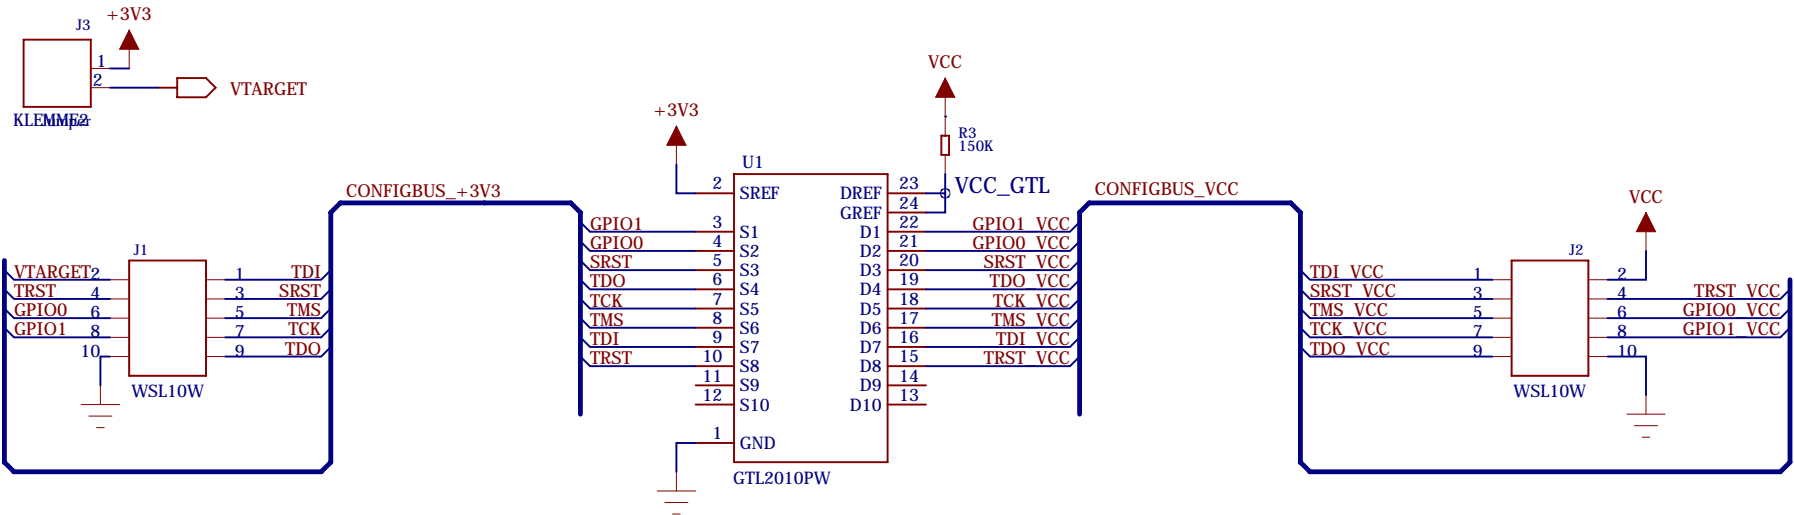 J3
+3V3
1
2
VTARGET
KLEMME2
Jumper
+3V3
VCC
R3
150K
VCC_GTL
CONFIGBUS_+3V3
CONFIGBUS_VCC
U1
2 SREF DREF 23
GREF 24
GPIO1 3 S1 D1 22 GPIO1_VCC
GPIO0 4 S2 D2 21 GPIO0_VCC
SRST 5 S3 D3 20 SRST_VCC
TDO 6 S4 D4 19 TDO_VCC
TCK 7 S5 D5 18 TCK_VCC
TMS 8 S6 D6 17 TMS_VCC
TDI 9 S7 D7 16 TDI_VCC
TRST 10 S8 D8 15 TRST_VCC
11 S9 D9 14
12 S10 D10 13
1 GND
GTL2010PW
J1
VTARGET 2 1 TDI
TRST 4 3 SRST
GPIO0 6 5 TMS
GPIO1 8 7 TCK
10 9 TDO
WSL10W
VCC
J2
TDI_VCC 1 2
SRST_VCC 3 4 TRST_VCC
TMS_VCC 5 6 GPIO0_VCC
TCK_VCC 7 8 GPIO1_VCC
TDO_VCC 9 10
WSL10W